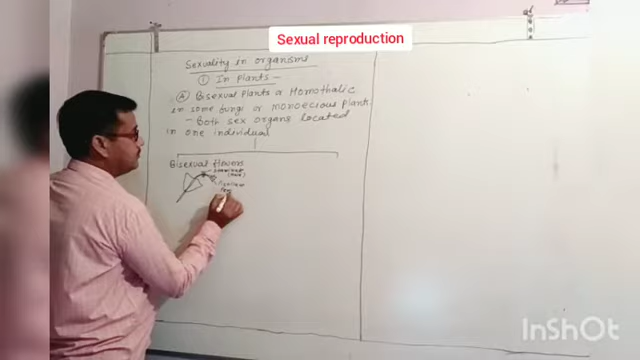 Sexual reproduction
Sexuality in organisms
① In Plants -
Ⓐ Bisexual Plants or Homothalic
in some fungi or Monoecious Plants
- Both sex organs located
in one individual
Bisexual flowers
(Male)
InShOt